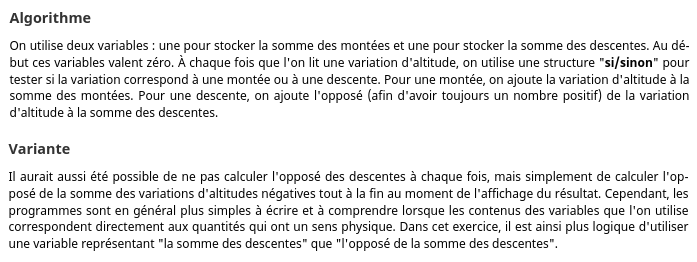 Algorithme
On utilise deux variables : une pour stocker la somme des montées et une pour stocker la somme des descentes. Au dé-
but ces variables valent zéro. À chaque fois que l'on lit une variation d'altitude, on utilise une structure "si/sinon" pour
tester si la variation correspond à une montée ou à une descente. Pour une montée, on ajoute la variation d'altitude à la
somme des montées. Pour une descente, on ajoute l'opposé (afin d'avoir toujours un nombre positif) de la variation
d'altitude à la somme des descentes.
Variante
Il aurait aussi été possible de ne pas calculer l'opposé des descentes à chaque fois, mais simplement de calculer l'op-
posé de la somme des variations d'altitudes négatives tout à la fin au moment de l'affichage du résultat. Cependant, les
programmes sont en général plus simples à écrire et à comprendre lorsque les contenus des variables que l'on utilise
correspondent directement aux quantités qui ont un sens physique. Dans cet exercice, il est ainsi plus logique d'utiliser
une variable représentant "la somme des descentes" que "l'opposé de la somme des descentes".